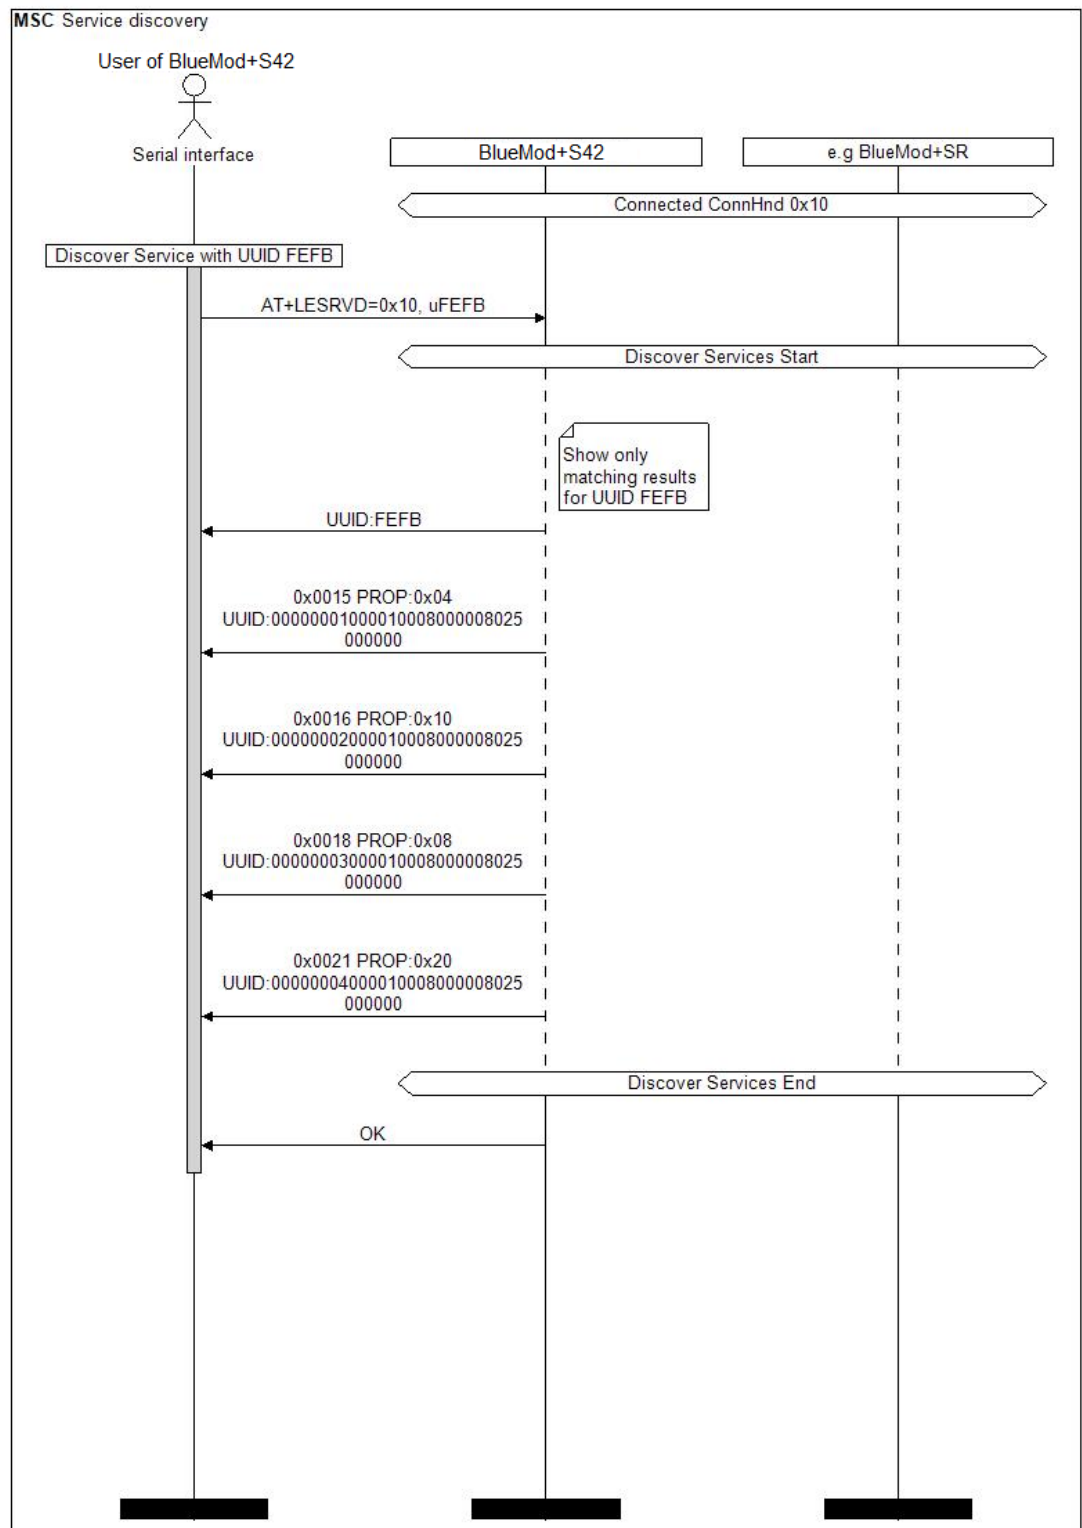 MSC Service discovery
User of BlueMod+S42
Serial interface
BlueMod+S42
e.g BlueMod+SR
Connected ConnHnd 0x10
Discover Service with UUID FEFB
AT+LESRVD=0x10, uFEFB
Discover Services Start
Show only
matching results
for UUID FEFB
UUID:FEFB
0x0015 PROP:0x04
UUID:00000001000010008000008025
000000
0x0016 PROP:0x10
UUID:00000002000010008000008025
000000
0x0018 PROP:0x08
UUID:00000003000010008000008025
000000
0x0021 PROP:0x20
UUID:00000004000010008000008025
000000
Discover Services End
OK